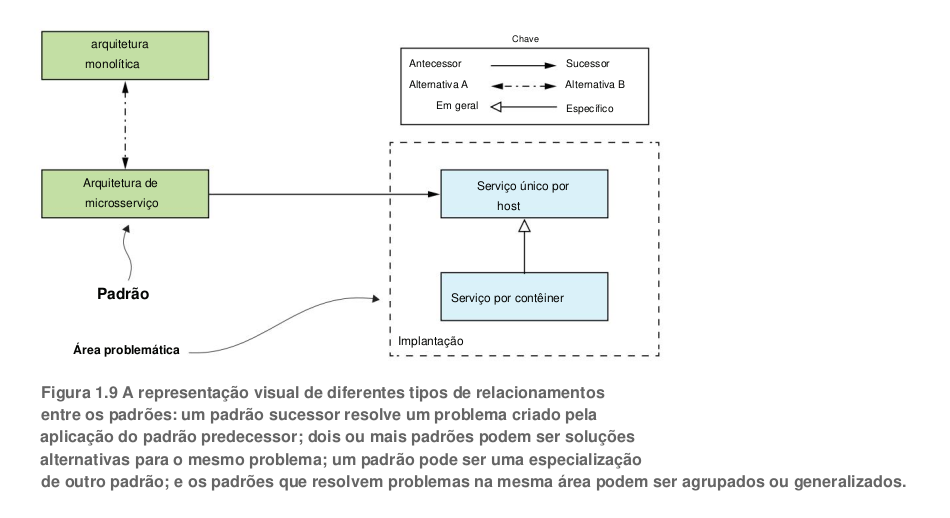 arquitetura
monolítica
Chave
Antecessor Sucessor
Alternativa A Alternativa B
Em geral Específico
Arquitetura de
microsserviço
Serviço único por
host
Padrão
Serviço por contêiner
Implantação
Área problemática
Figura 1.9 A representação visual de diferentes tipos de relacionamentos
entre os padrões: um padrão sucessor resolve um problema criado pela
aplicação do padrão predecessor; dois ou mais padrões podem ser soluções
alternativas para o mesmo problema; um padrão pode ser uma especialização
de outro padrão; e os padrões que resolvem problemas na mesma área podem ser agrupados ou generalizados.